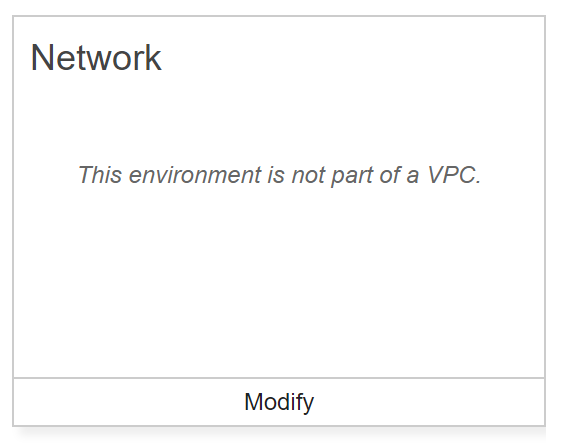 Network
This environment is not part of a VPC.
Modify